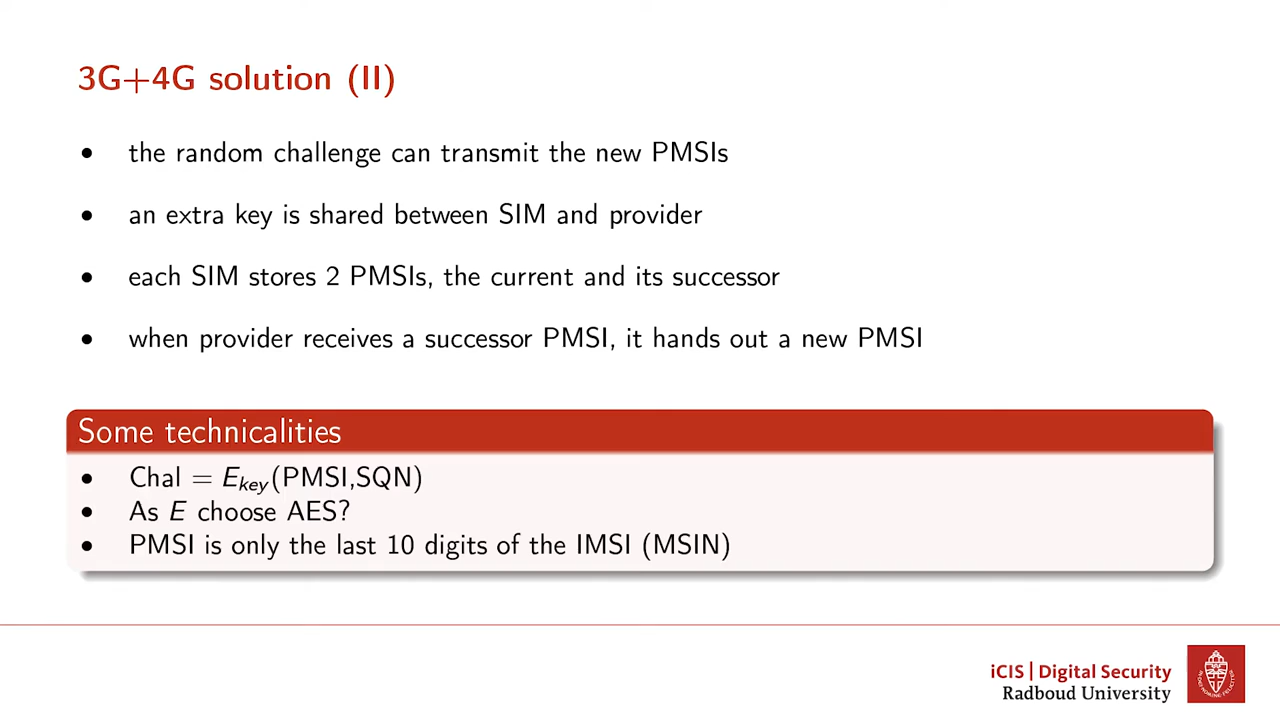 3G+4G solution (II)
• the random challenge can transmit the new PMSIs
• an extra key is shared between SIM and provider
• each SIM stores 2 PMSIs, the current and its successor
• when provider receives a successor PMSI, it hands out a new PMSI
Some technicalities
• Chal = E_key(PMSI,SQN)
• As E choose AES?
• PMSI is only the last 10 digits of the IMSI (MSIN)
iCIS | Digital Security
Radboud University